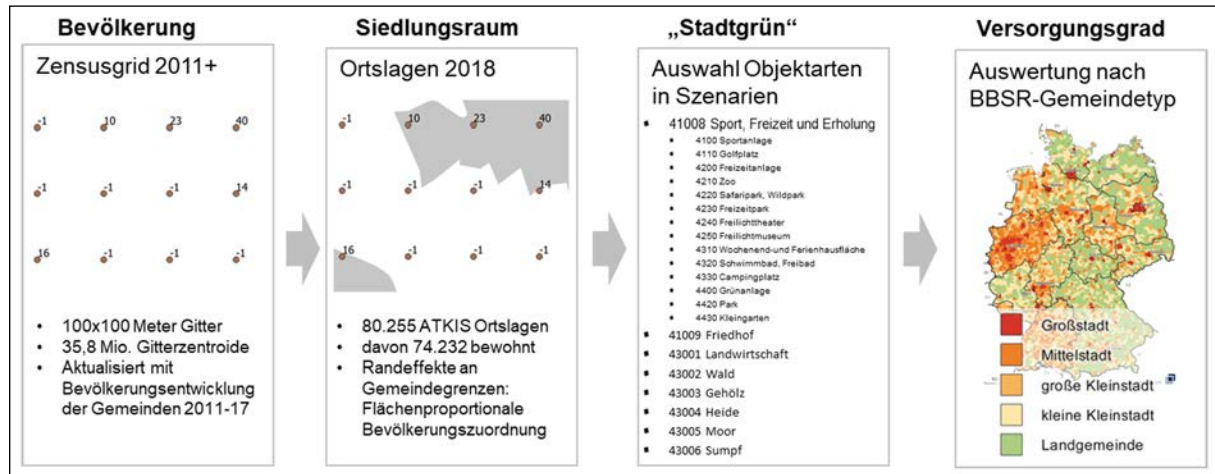 Bevölkerung
Zensusgrid 2011+
-1 10 23 40
-1 -1 -1 14
16 -1 -1 -1
• 100x100 Meter Gitter
• 35,8 Mio. Gitterzentroide
• Aktualisiert mit
Bevölkerungsentwicklung
der Gemeinden 2011-17
Siedlungsraum
Ortslagen 2018
-1 10 23 40
-1 -1 -1 14
16 -1 -1 -1
• 80.255 ATKIS Ortslagen
• davon 74.232 bewohnt
• Randeffekte an
Gemeindegrenzen:
Flächenproportionale
Bevölkerungszuordnung
„Stadtgrün“
Auswahl Objektarten
in Szenarien
▪ 41008 Sport, Freizeit und Erholung
▪ 4100 Sportanlage
▪ 4110 Golfplatz
▪ 4200 Freizeitanlage
▪ 4210 Zoo
▪ 4220 Safaripark, Wildpark
▪ 4230 Freizeitpark
▪ 4240 Freilichttheater
▪ 4250 Freilichtmuseum
▪ 4310 Wochenend-und Ferienhausfläche
▪ 4320 Schwimmbad, Freibad
▪ 4330 Campingplatz
▪ 4400 Grünanlage
▪ 4420 Park
▪ 4430 Kleingarten
▪ 41009 Friedhof
▪ 43001 Landwirtschaft
▪ 43002 Wald
▪ 43003 Gehölz
▪ 43004 Heide
▪ 43005 Moor
▪ 43006 Sumpf
Versorgungsgrad
Auswertung nach
BBSR-Gemeindetyp
Großstadt
Mittelstadt
große Kleinstadt
kleine Kleinstadt
Landgemeinde